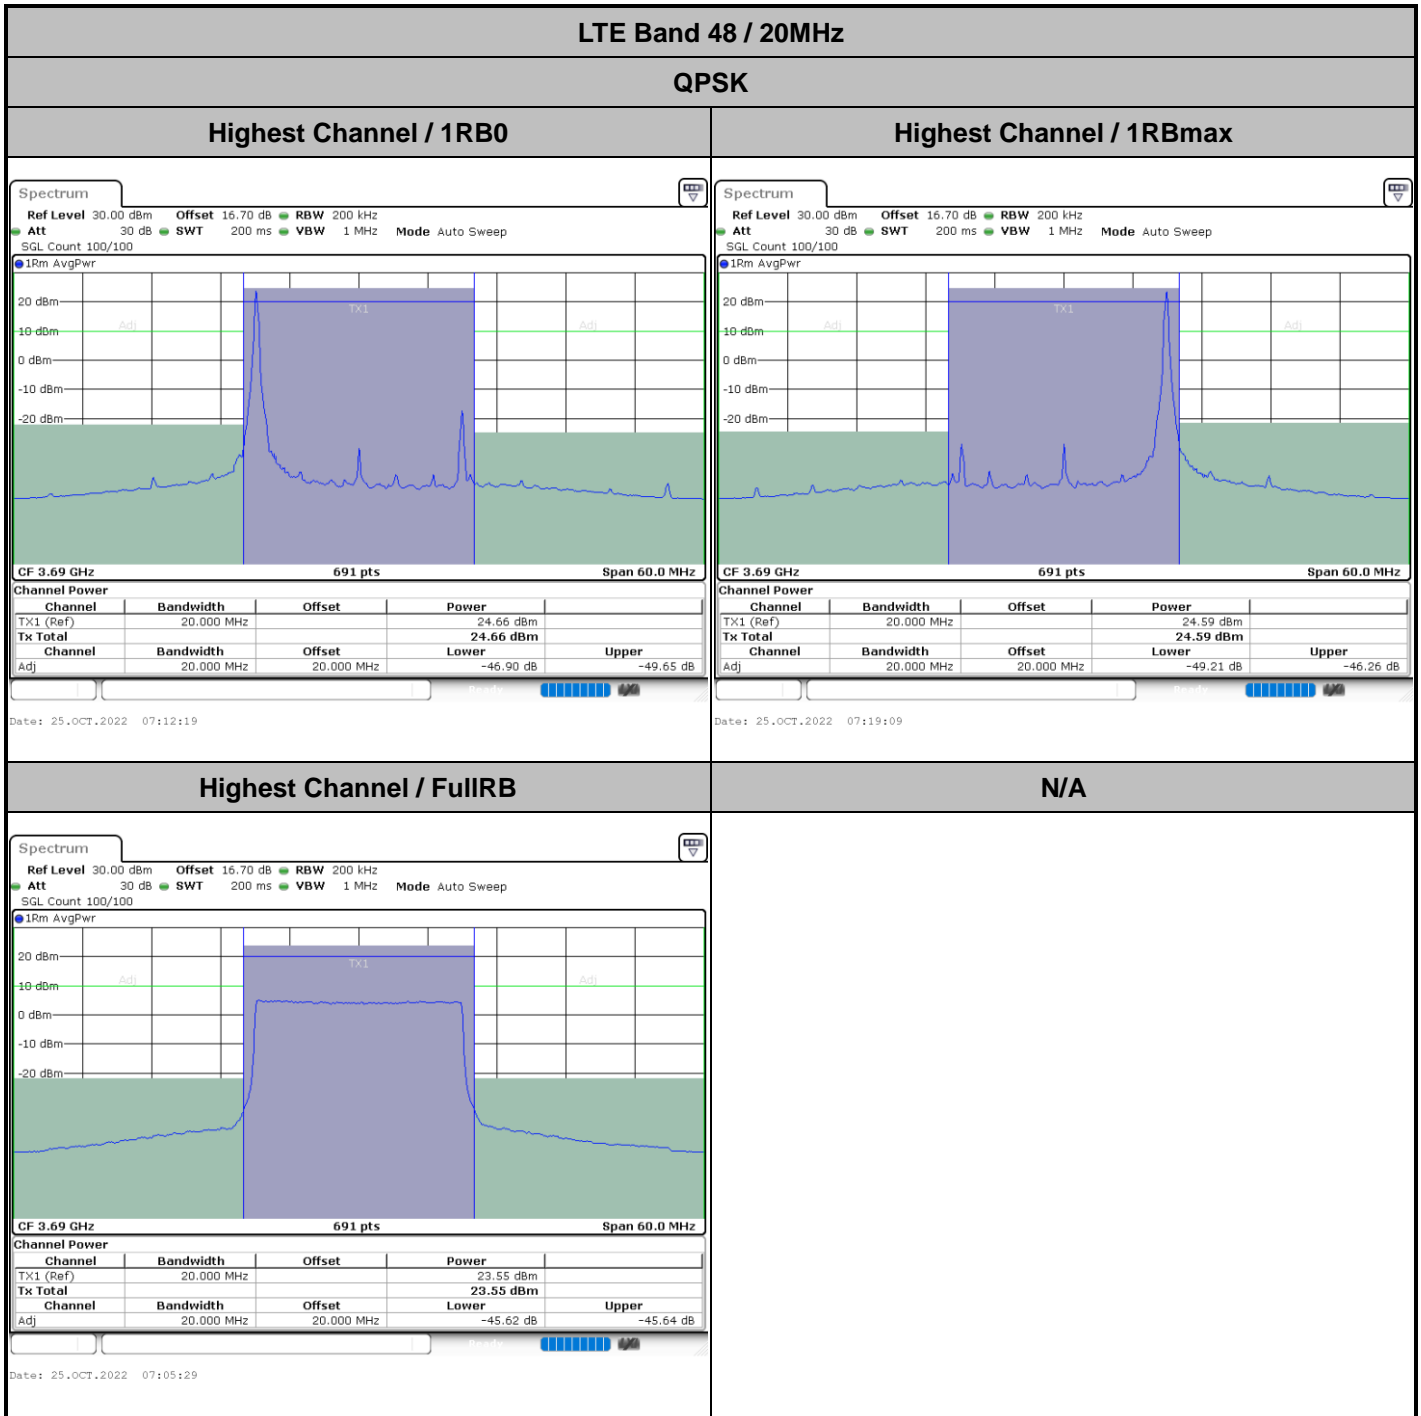 LTE Band 48 / 20MHz
QPSK
Highest Channel / 1RB0
Highest Channel / 1RBmax
Spectrum
Ref Level 30.00 dBm Offset 16.70 dB RBW 200 kHz
Att 30 dB SWT 200 ms VBW 1 MHz Mode Auto Sweep
SGL Count 100/100
1Rm AvgPwr
TX1
20 dBm
Adj
Adj
10 dBm
0 dBm
-10 dBm
-20 dBm
CF 3.69 GHz 691 pts Span 60.0 MHz
Channel Power
Channel Bandwidth Offset Power
TX1 (Ref) 20.000 MHz 24.66 dBm
Tx Total 24.66 dBm
Channel Bandwidth Offset Lower Upper
Adj 20.000 MHz 20.000 MHz -46.90 dB -49.65 dB
Ready
Date: 25.OCT.2022 07:12:19
Spectrum
Ref Level 30.00 dBm Offset 16.70 dB RBW 200 kHz
Att 30 dB SWT 200 ms VBW 1 MHz Mode Auto Sweep
SGL Count 100/100
1Rm AvgPwr
TX1
20 dBm
Adj
Adj
10 dBm
0 dBm
-10 dBm
-20 dBm
CF 3.69 GHz 691 pts Span 60.0 MHz
Channel Power
Channel Bandwidth Offset Power
TX1 (Ref) 20.000 MHz 24.59 dBm
Tx Total 24.59 dBm
Channel Bandwidth Offset Lower Upper
Adj 20.000 MHz 20.000 MHz -49.21 dB -46.26 dB
Ready
Date: 25.OCT.2022 07:19:09
Highest Channel / FullRB
N/A
Spectrum
Ref Level 30.00 dBm Offset 16.70 dB RBW 200 kHz
Att 30 dB SWT 200 ms VBW 1 MHz Mode Auto Sweep
SGL Count 100/100
1Rm AvgPwr
TX1
20 dBm
Adj
Adj
10 dBm
0 dBm
-10 dBm
-20 dBm
CF 3.69 GHz 691 pts Span 60.0 MHz
Channel Power
Channel Bandwidth Offset Power
TX1 (Ref) 20.000 MHz 23.55 dBm
Tx Total 23.55 dBm
Channel Bandwidth Offset Lower Upper
Adj 20.000 MHz 20.000 MHz -45.62 dB -45.64 dB
Ready
Date: 25.OCT.2022 07:05:29